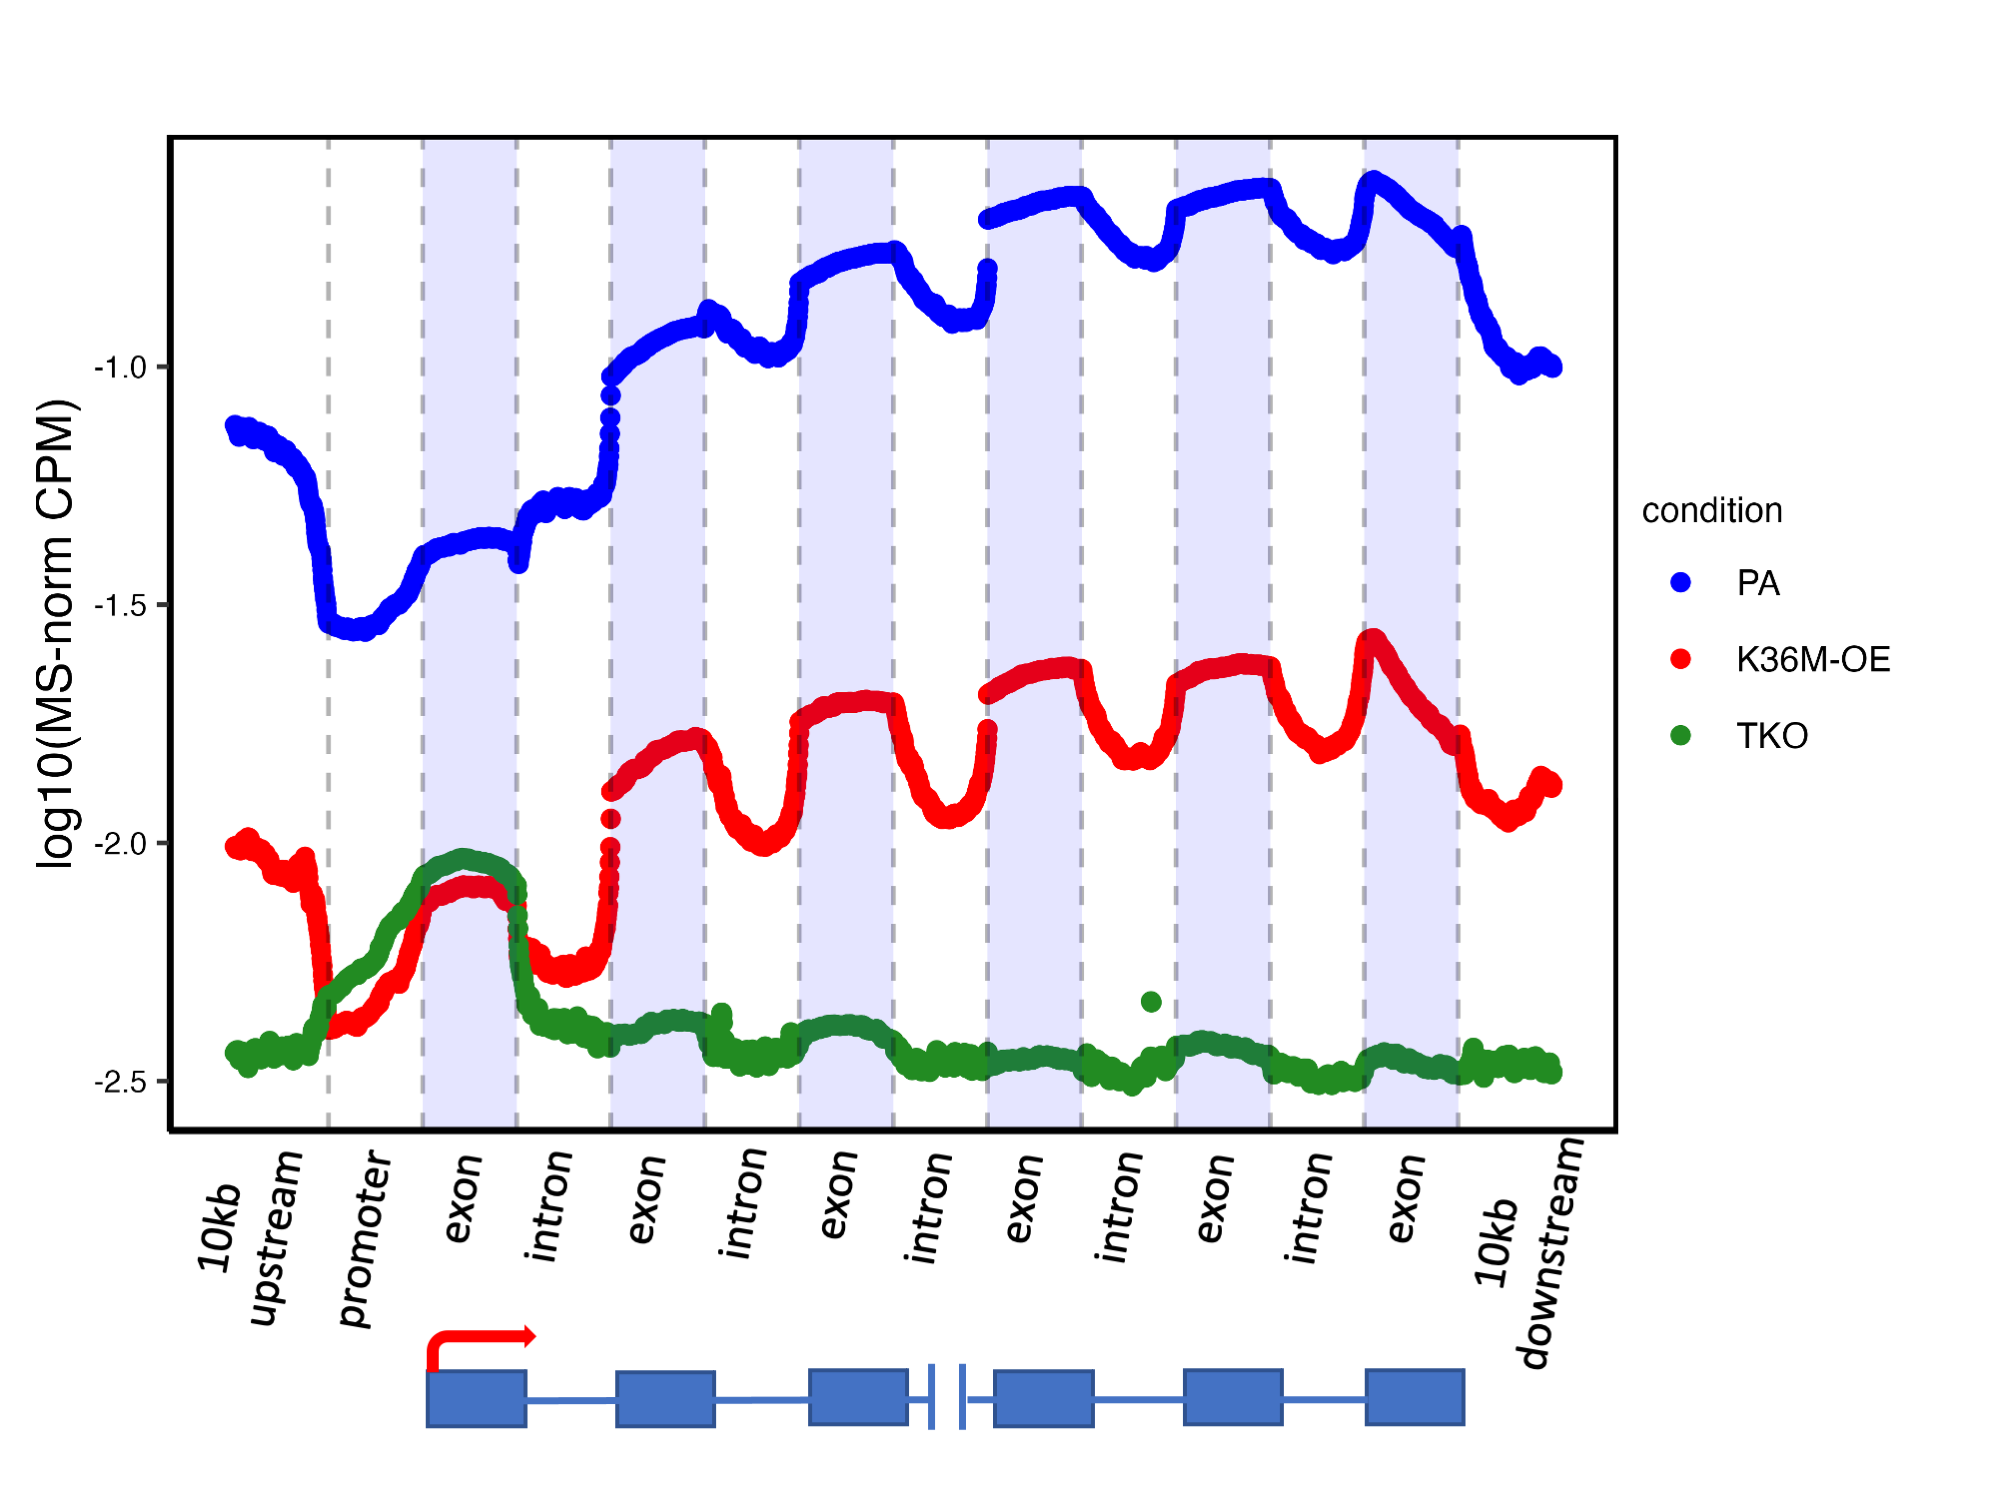 log10(MS-norm CPM)
-1.0
-1.5
-2.0
-2.5
condition
PA
K36M-OE
TKO
10kb
upstream
promoter
exon
intron
exon
intron
exon
intron
exon
intron
exon
intron
exon
10kb
downstream